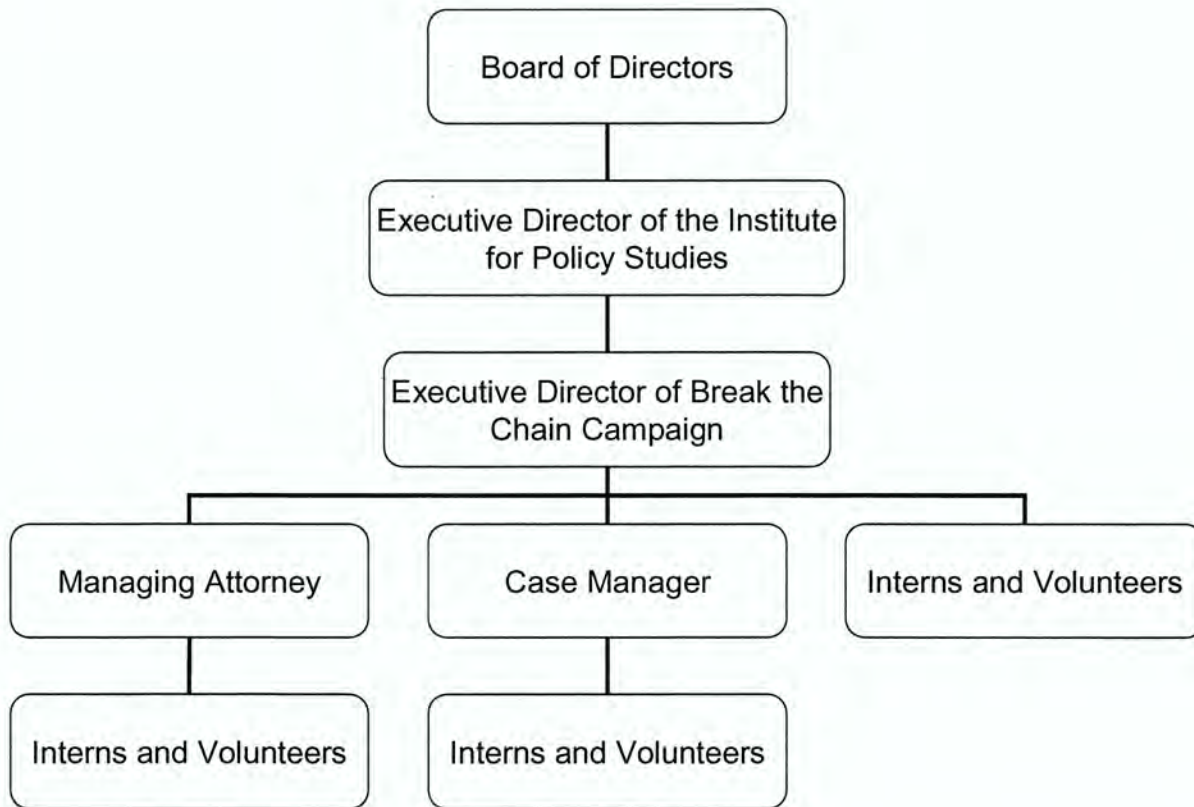 Board of Directors
Executive Director of the Institute
for Policy Studies
Executive Director of Break the
Chain Campaign
Managing Attorney
Case Manager
Interns and Volunteers
Interns and Volunteers
Interns and Volunteers